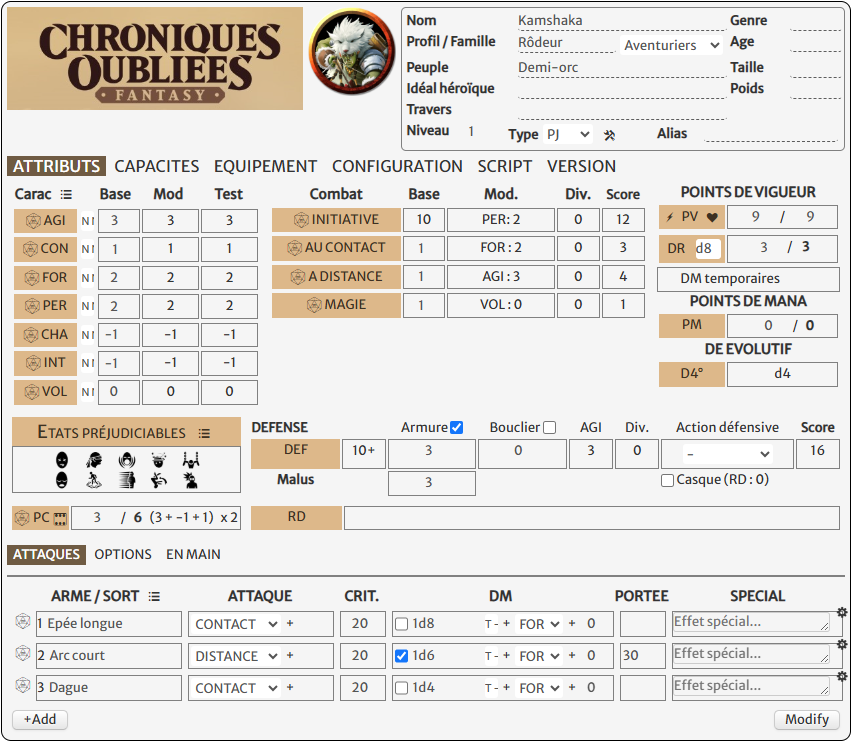 CHRONIQUES
OUBLIÉES
• FANTASY •
Nom Kamshaka Genre
Profil / Famille Rôdeur Aventuriers Age
Peuple Demi-orc Taille
Idéal héroïque Poids
Travers
Niveau 1 Type PJ Alias
ATTRIBUTS CAPACITES EQUIPEMENT CONFIGURATION SCRIPT VERSION
Carac Base Mod Test Combat Base Mod. Div. Score POINTS DE VIGUEUR
AGI N 3 3 3 INITIATIVE 10 PER: 2 0 12 PV 9 / 9
CON N 1 1 1 AU CONTACT 1 FOR: 2 0 3 DR d8 3 / 3
FOR N 2 2 2 A DISTANCE 1 AGI: 3 0 4 DM temporaires
PER N 2 2 2 MAGIE 1 VOL: 0 0 1 POINTS DE MANA
CHA N -1 -1 -1 PM 0 / 0
INT N -1 -1 -1 DE EVOLUTIF
VOL N 0 0 0 D4° d4
ETATS PRÉJUDICIABLES DEFENSE Armure Bouclier AGI Div. Action défensive Score
DEF 10+ 3 0 3 0 – 16
Malus 3 Casque (RD : 0)
PC 3 / 6 (3 + -1 + 1) x 2 RD
ATTAQUES OPTIONS EN MAIN
ARME / SORT ATTAQUE CRIT. DM PORTEE SPECIAL
1 Epée longue CONTACT + 20 1d8 T - + FOR + 0 Effet spécial...
2 Arc court DISTANCE + 20 1d6 T - + FOR + 0 30 Effet spécial...
3 Dague CONTACT + 20 1d4 T - + FOR + 0 Effet spécial...
+Add Modify